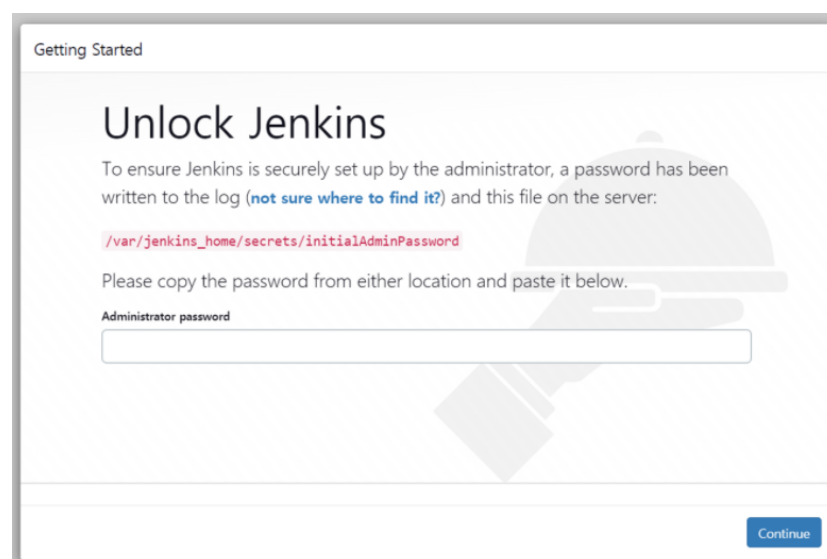 Getting Started
Unlock Jenkins
To ensure Jenkins is securely set up by the administrator, a password has been
written to the log (not sure where to find it?) and this file on the server:
/var/jenkins_home/secrets/initialAdminPassword
Please copy the password from either location and paste it below.
Administrator password
Continue